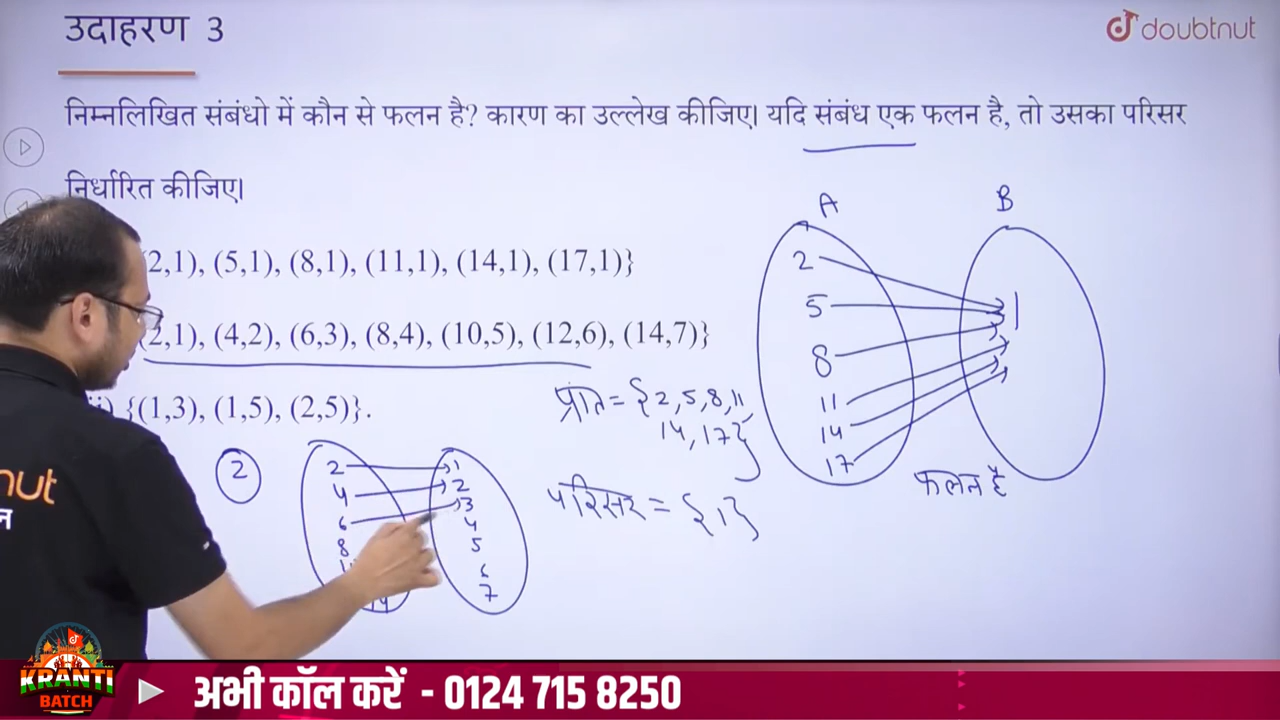 उदाहरण 3
doubtnut
निम्नलिखित संबंधो में कौन से फलन है? कारण का उल्लेख कीजिए। यदि संबंध एक फलन है, तो उसका परिसर
निर्धारित कीजिए।
(2,1), (5,1), (8,1), (11,1), (14,1), (17,1)}
(2,1), (4,2), (6,3), (8,4), (10,5), (12,6), (14,7)}
{(1,3), (1,5), (2,5)}.
A B
2
5
8
11
14
17
1
फलन है
प्रांत = {2,5,8,11,
14,17}
परिसर = {1}
2
2 1
4 2
6 3
8 4
5
6
14 7
nut
न
KRANTI
BATCH
अभी कॉल करें - 0124 715 8250